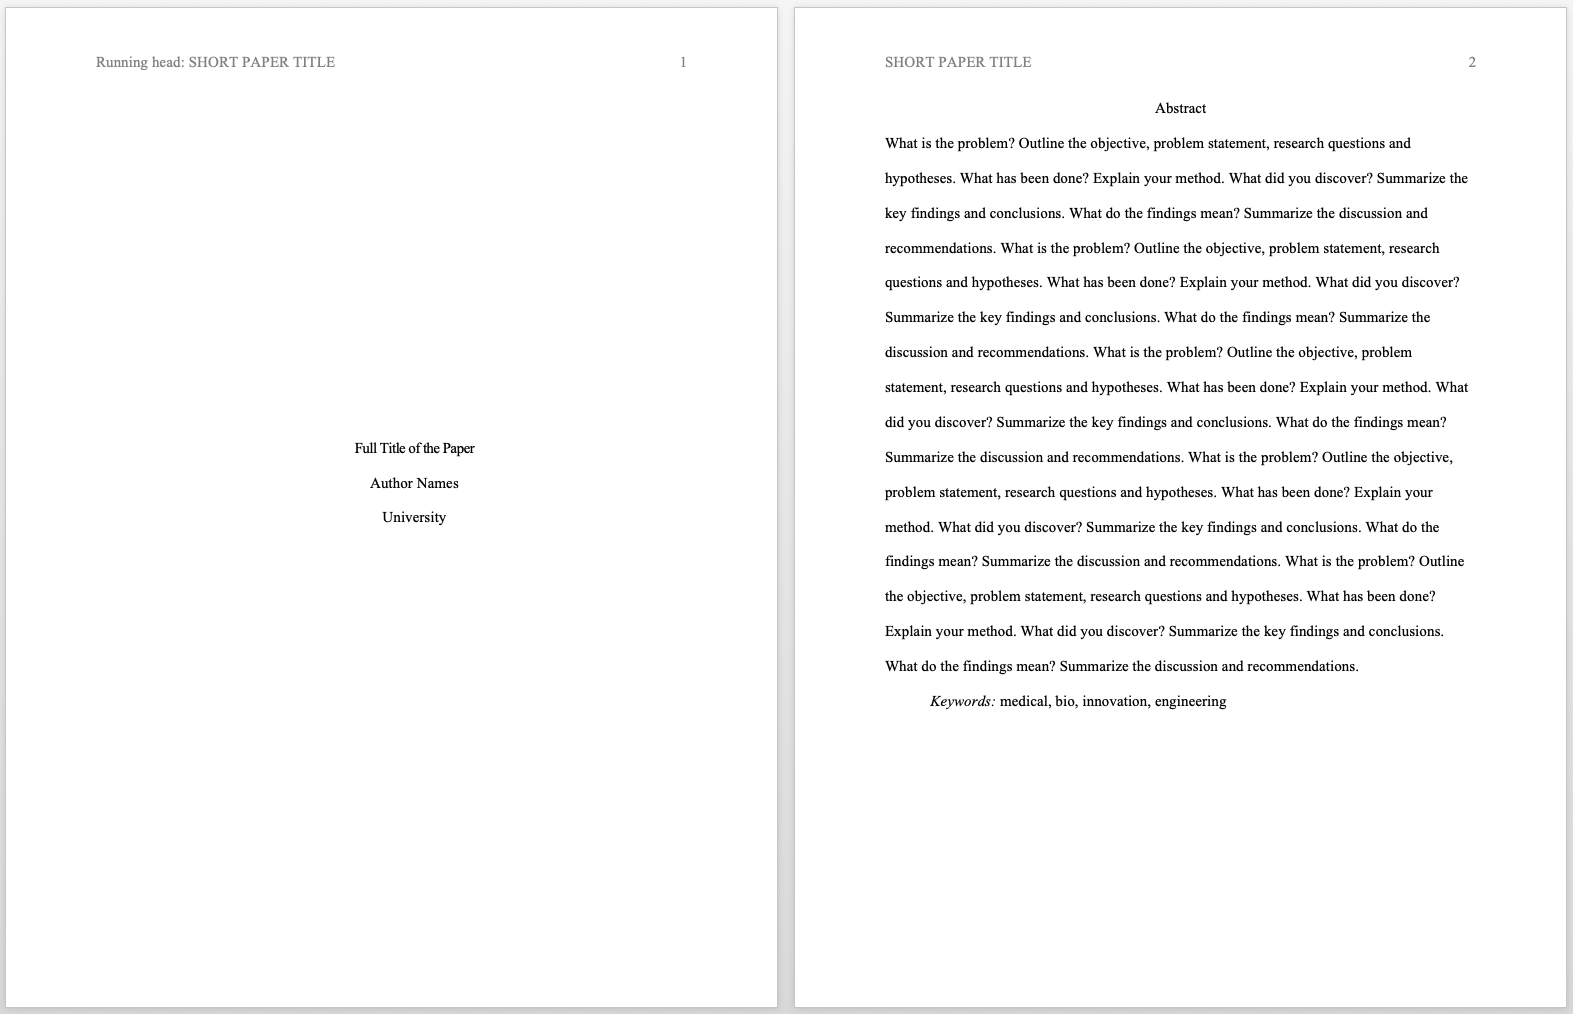 Running head: SHORT PAPER TITLE 1
Full Title of the Paper
Author Names
University
SHORT PAPER TITLE 2
Abstract
What is the problem? Outline the objective, problem statement, research questions and
hypotheses. What has been done? Explain your method. What did you discover? Summarize the
key findings and conclusions. What do the findings mean? Summarize the discussion and
recommendations. What is the problem? Outline the objective, problem statement, research
questions and hypotheses. What has been done? Explain your method. What did you discover?
Summarize the key findings and conclusions. What do the findings mean? Summarize the
discussion and recommendations. What is the problem? Outline the objective, problem
statement, research questions and hypotheses. What has been done? Explain your method. What
did you discover? Summarize the key findings and conclusions. What do the findings mean?
Summarize the discussion and recommendations. What is the problem? Outline the objective,
problem statement, research questions and hypotheses. What has been done? Explain your
method. What did you discover? Summarize the key findings and conclusions. What do the
findings mean? Summarize the discussion and recommendations. What is the problem? Outline
the objective, problem statement, research questions and hypotheses. What has been done?
Explain your method. What did you discover? Summarize the key findings and conclusions.
What do the findings mean? Summarize the discussion and recommendations.
Keywords: medical, bio, innovation, engineering